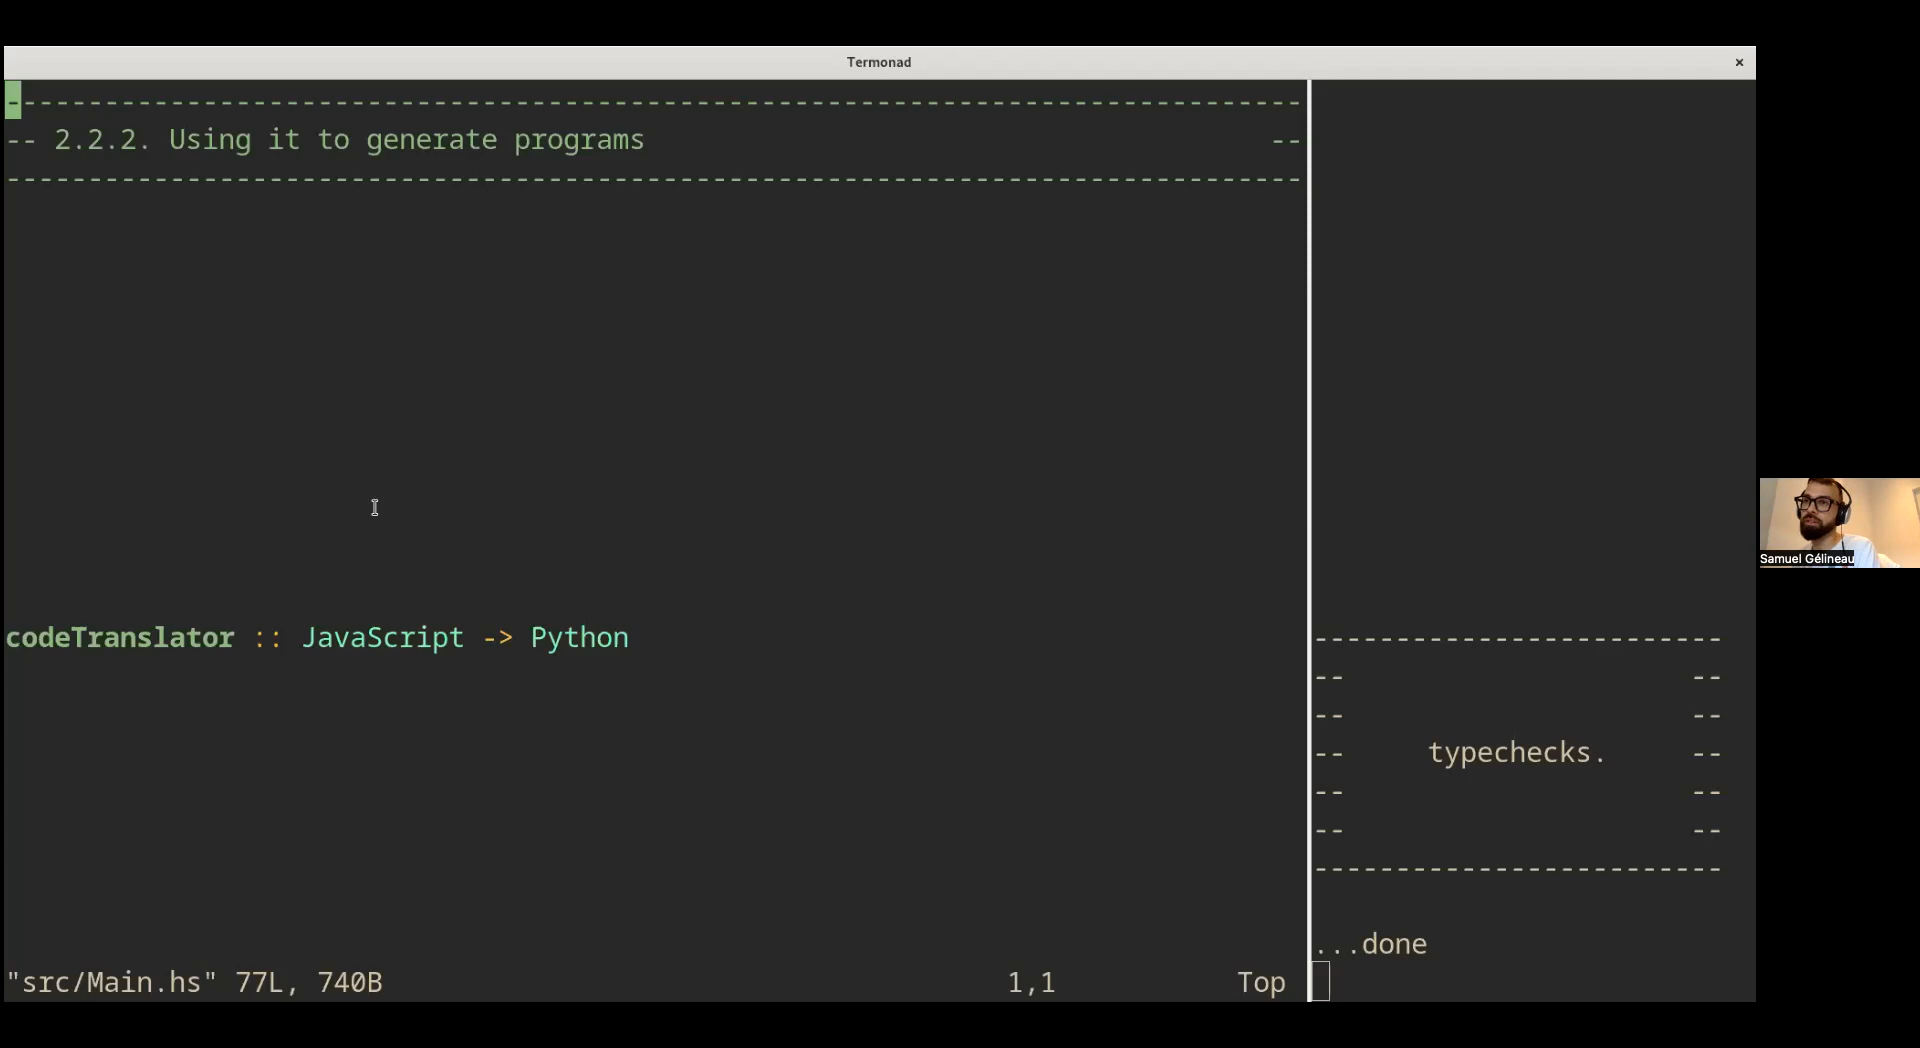 Termonad ×
--------------------------------------------------------------------------------
-- 2.2.2. Using it to generate programs --
--------------------------------------------------------------------------------
codeTranslator :: JavaScript -> Python
"src/Main.hs" 77L, 740B 1,1 Top
-------------------------
-- --
-- --
-- typechecks. --
-- --
-- --
-------------------------
...done
Samuel Gélineau